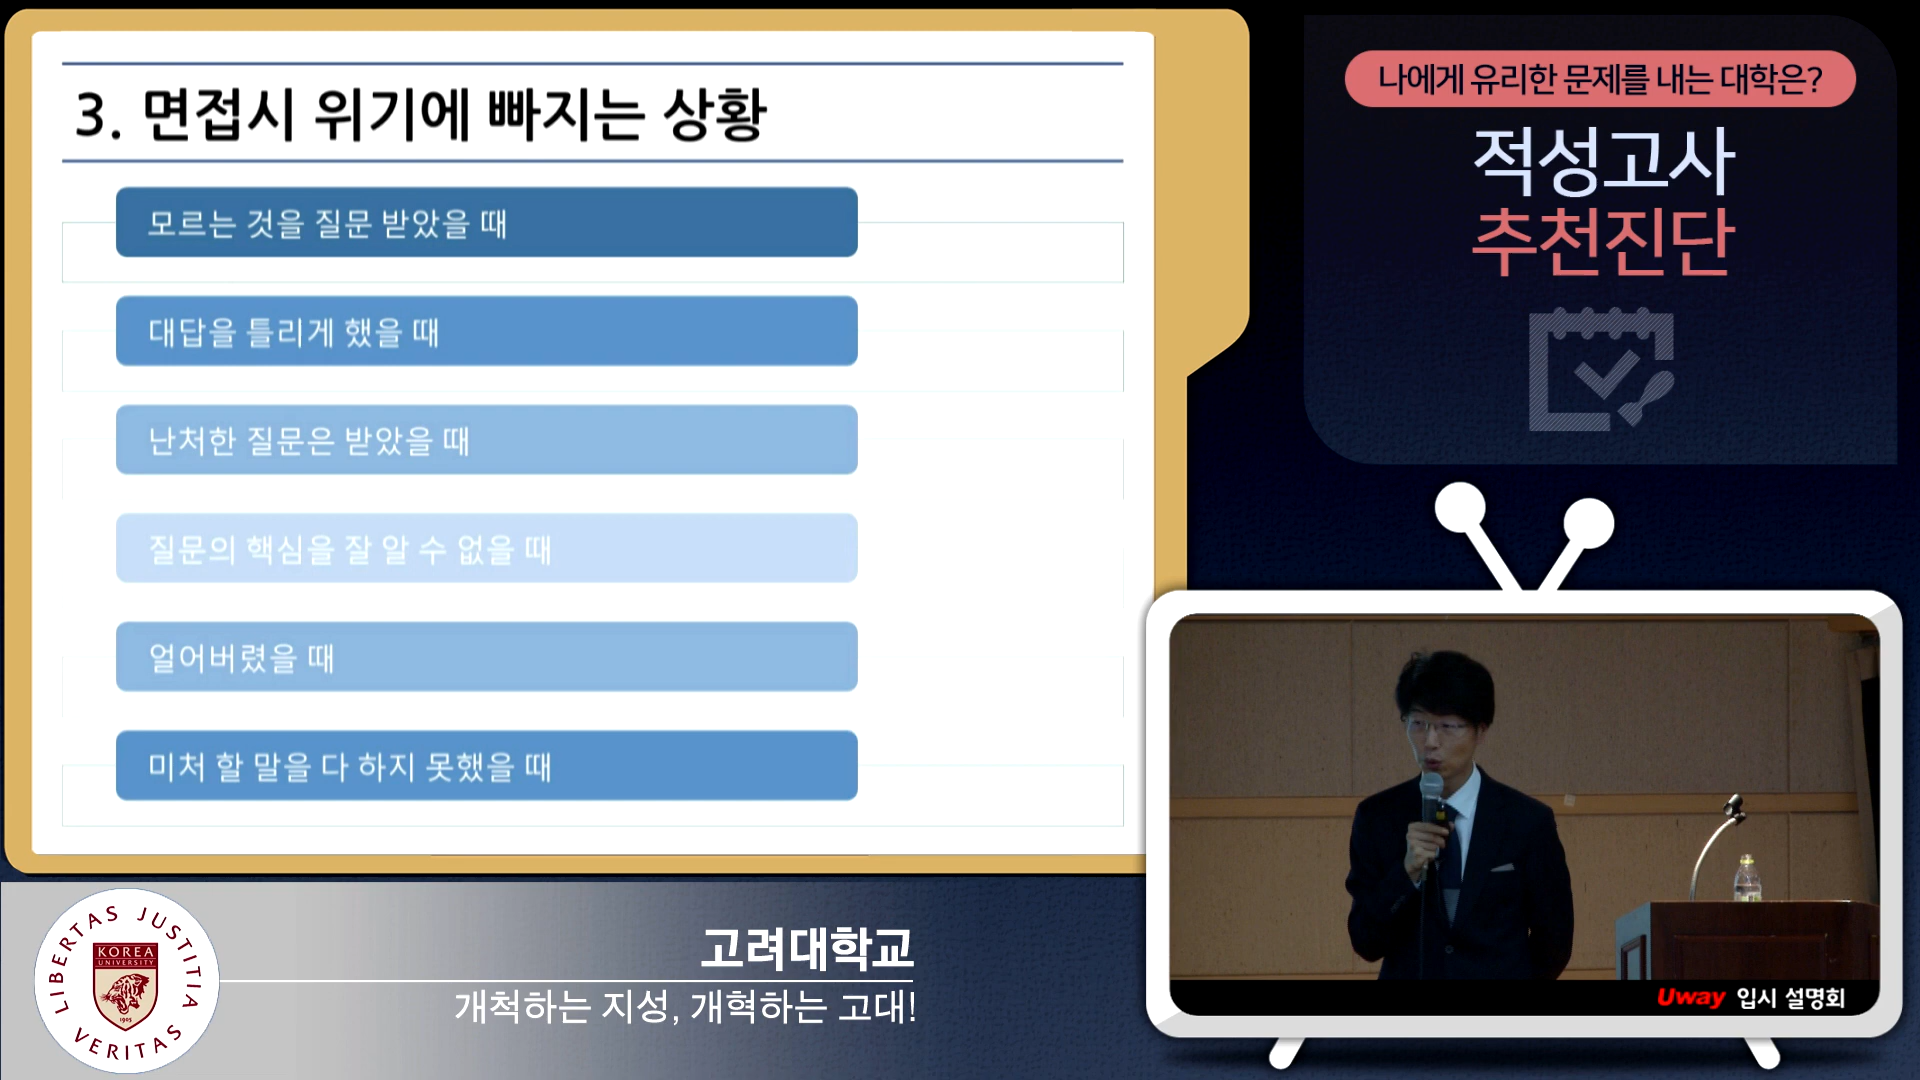 3. 면접시 위기에 빠지는 상황
모르는 것을 질문 받았을 때
대답을 틀리게 했을 때
난처한 질문은 받았을 때
질문의 핵심을 잘 알 수 없을 때
얼어버렸을 때
미처 할 말을 다 하지 못했을 때
나에게 유리한 문제를 내는 대학은?
적성고사
추천진단
Uway 입시 설명회
LIBERTAS JUSTITIA VERITAS
KOREA
UNIVERSITY
1905
고려대학교
개척하는 지성, 개혁하는 고대!